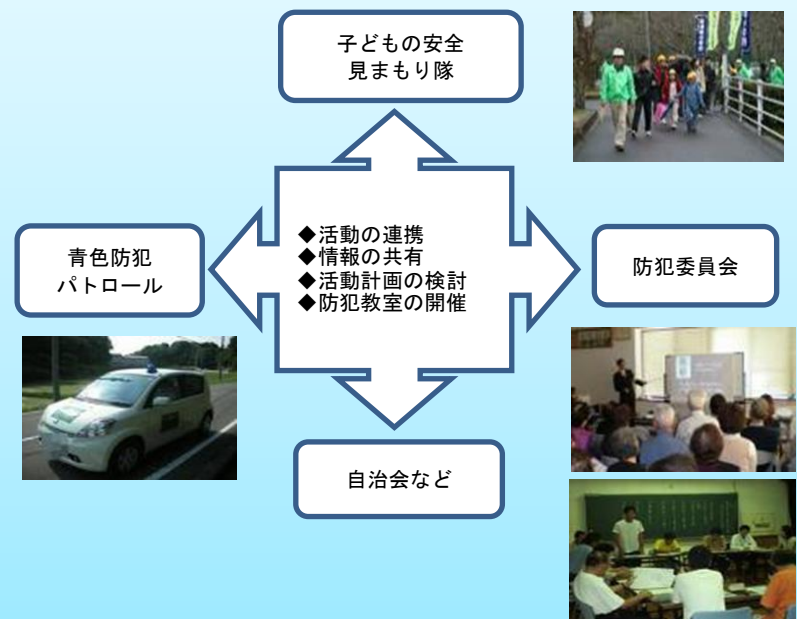 子どもの安全
見まもり隊
青色防犯
パトロール
◆活動の連携
◆情報の共有
◆活動計画の検討
◆防犯教室の開催
防犯委員会
自治会など